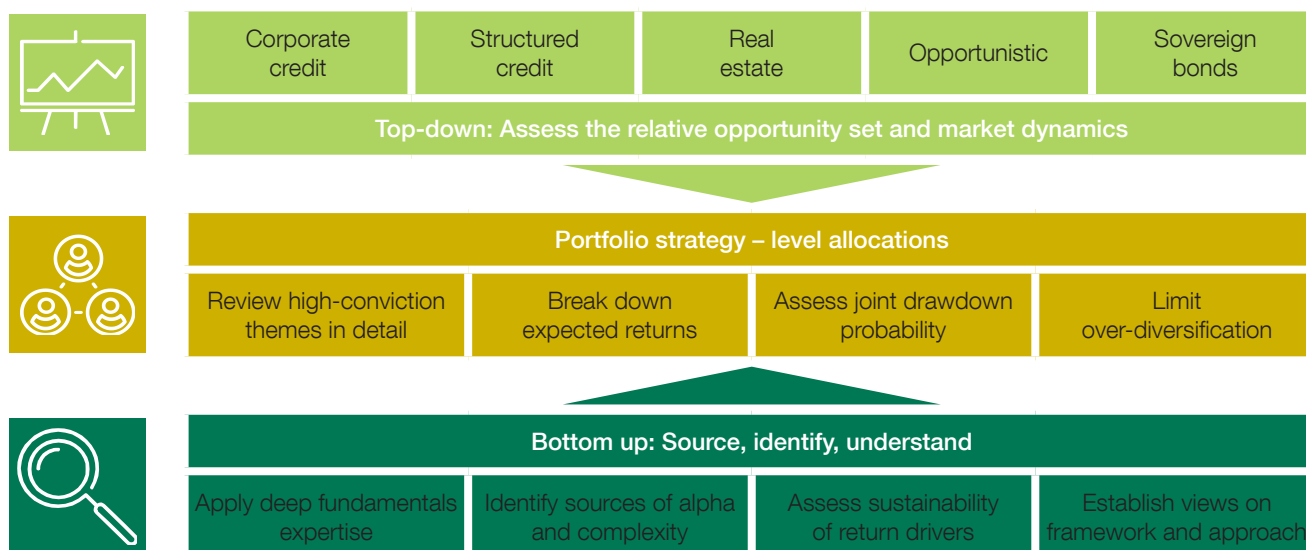 Corporate
credit
Structured
credit
Real
estate
Opportunistic
Sovereign
bonds
Top-down: Assess the relative opportunity set and market dynamics
Portfolio strategy – level allocations
Review high-conviction
themes in detail
Break down
expected returns
Assess joint drawdown
probability
Limit
over-diversification
Bottom up: Source, identify, understand
Apply deep fundamentals
expertise
Identify sources of alpha
and complexity
Assess sustainability
of return drivers
Establish views on
framework and approach